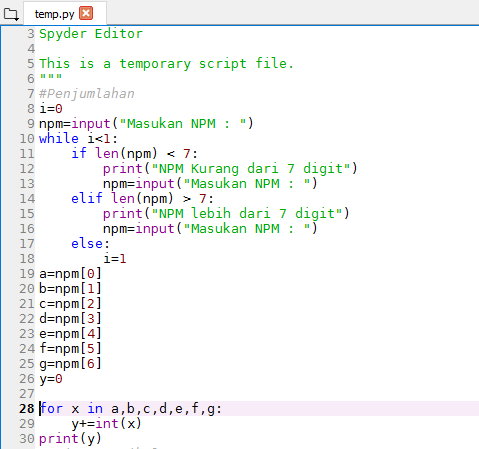 temp.py
3 Spyder Editor
4
5 This is a temporary script file.
6 """
7 #Penjumlahan
8 i=0
9 npm=input("Masukan NPM : ")
10 while i<1:
11     if len(npm) < 7:
12         print("NPM Kurang dari 7 digit")
13         npm=input("Masukan NPM : ")
14     elif len(npm) > 7:
15         print("NPM lebih dari 7 digit")
16         npm=input("Masukan NPM : ")
17     else:
18         i=1
19 a=npm[0]
20 b=npm[1]
21 c=npm[2]
22 d=npm[3]
23 e=npm[4]
24 f=npm[5]
25 g=npm[6]
26 y=0
27
28 for x in a,b,c,d,e,f,g:
29     y+=int(x)
30 print(y)